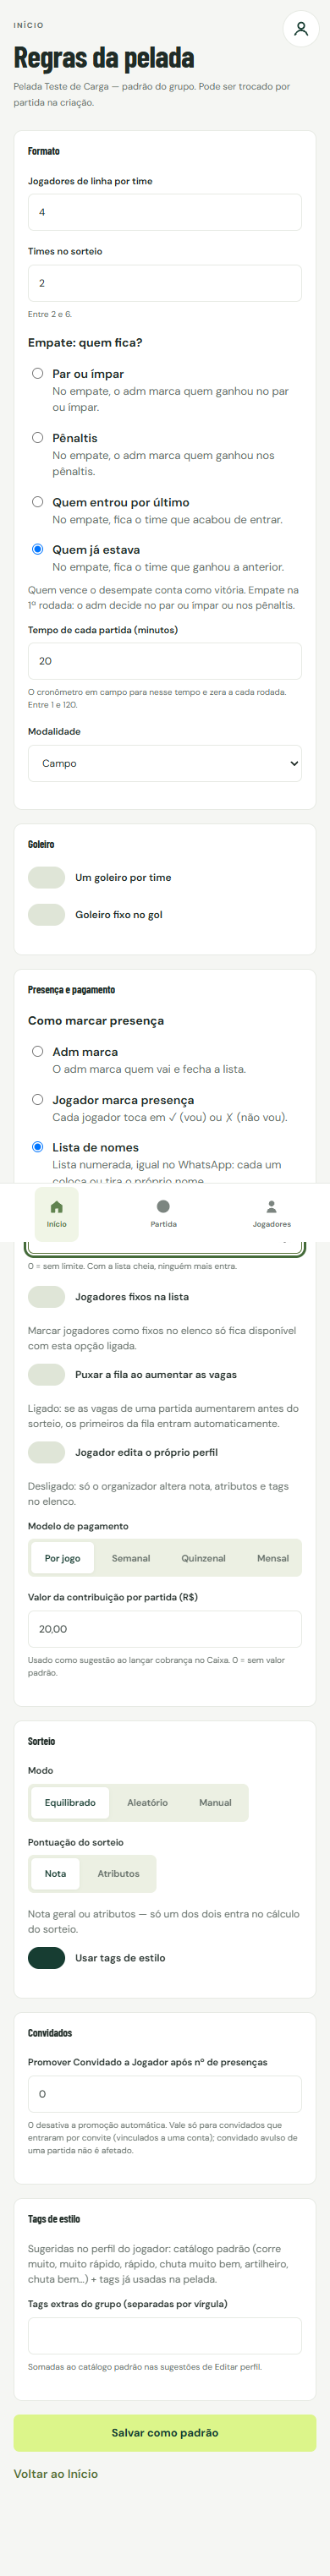 INÍCIO
Regras da pelada
Pelada Teste de Carga — padrão do grupo. Pode ser trocado por
partida na criação.
Formato
Jogadores de linha por time
4
Times no sorteio
2
Entre 2 e 6.
Empate: quem fica?
Par ou ímpar
No empate, o adm marca quem ganhou no par
ou ímpar.
Pênaltis
No empate, o adm marca quem ganhou nos
pênaltis.
Quem entrou por último
No empate, fica o time que acabou de entrar.
Quem já estava
No empate, fica o time que ganhou a anterior.
Quem vence o desempate conta como vitória. Empate na
1ª rodada: o adm decide no par ou ímpar ou nos pênaltis.
Tempo de cada partida (minutos)
20
O cronômetro em campo para nesse tempo e zera a cada rodada.
Entre 1 e 120.
Modalidade
Campo
Goleiro
Um goleiro por time
Goleiro fixo no gol
Presença e pagamento
Como marcar presença
Adm marca
O adm marca quem vai e fecha a lista.
Jogador marca presença
Cada jogador toca em ✓ (vou) ou ✗ (não vou).
Lista de nomes
Lista numerada, igual no WhatsApp: cada um
coloca ou tira o próprio nome.
Início
Partida
Jogadores
0 = sem limite. Com a lista cheia, ninguém mais entra.
Jogadores fixos na lista
Marcar jogadores como fixos no elenco só fica disponível
com esta opção ligada.
Puxar a fila ao aumentar as vagas
Ligado: se as vagas de uma partida aumentarem antes do
sorteio, os primeiros da fila entram automaticamente.
Jogador edita o próprio perfil
Desligado: só o organizador altera nota, atributos e tags
no elenco.
Modelo de pagamento
Por jogo
Semanal
Quinzenal
Mensal
Valor da contribuição por partida (R$)
20,00
Usado como sugestão ao lançar cobrança no Caixa. 0 = sem valor
padrão.
Sorteio
Modo
Equilibrado
Aleatório
Manual
Pontuação do sorteio
Nota
Atributos
Nota geral ou atributos — só um dos dois entra no cálculo
do sorteio.
Usar tags de estilo
Convidados
Promover Convidado a Jogador após nº de presenças
0
0 desativa a promoção automática. Vale só para convidados que
entraram por convite (vinculados a uma conta); convidado avulso de
uma partida não é afetado.
Tags de estilo
Sugeridas no perfil do jogador: catálogo padrão (corre
muito, muito rápido, rápido, chuta muito bem, artilheiro,
chuta bem…) + tags já usadas na pelada.
Tags extras do grupo (separadas por vírgula)
Somadas ao catálogo padrão nas sugestões de Editar perfil.
Salvar como padrão
Voltar ao Início